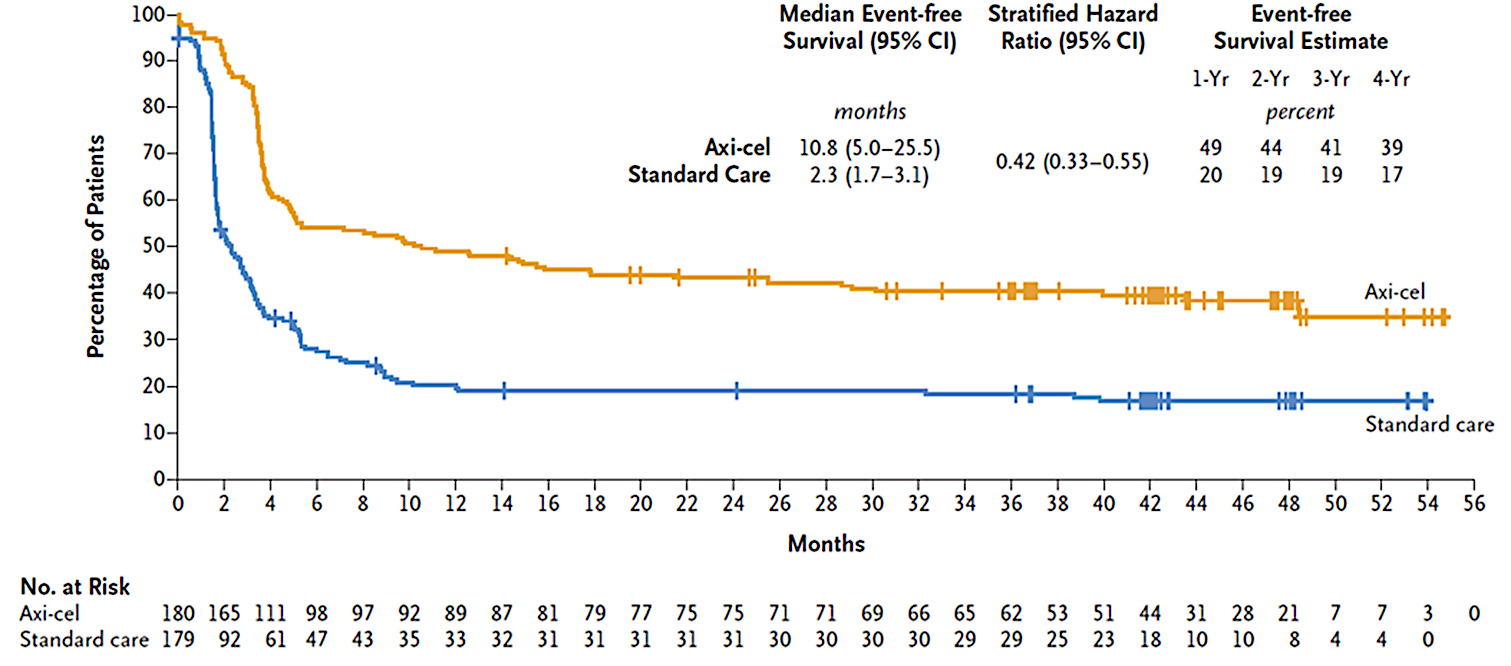 Median Event-free Survival (95% CI)
Stratified Hazard Ratio (95% CI)
Event-free Survival Estimate
1-Yr 2-Yr 3-Yr 4-Yr
months
percent
Axi-cel 10.8 (5.0–25.5) 0.42 (0.33–0.55) 49 44 41 39
Standard Care 2.3 (1.7–3.1) 20 19 19 17
Percentage of Patients
100
90
80
70
60
50
40
30
20
10
0
Axi-cel
Standard care
0 2 4 6 8 10 12 14 16 18 20 22 24 26 28 30 32 34 36 38 40 42 44 46 48 50 52 54 56
Months
No. at Risk
Axi-cel 180 165 111 98 97 92 89 87 81 79 77 75 75 71 71 69 66 65 62 53 51 44 31 28 21 7 7 3 0
Standard care 179 92 61 47 43 35 33 32 31 31 31 31 31 30 30 30 30 29 29 25 23 18 10 10 8 4 4 0